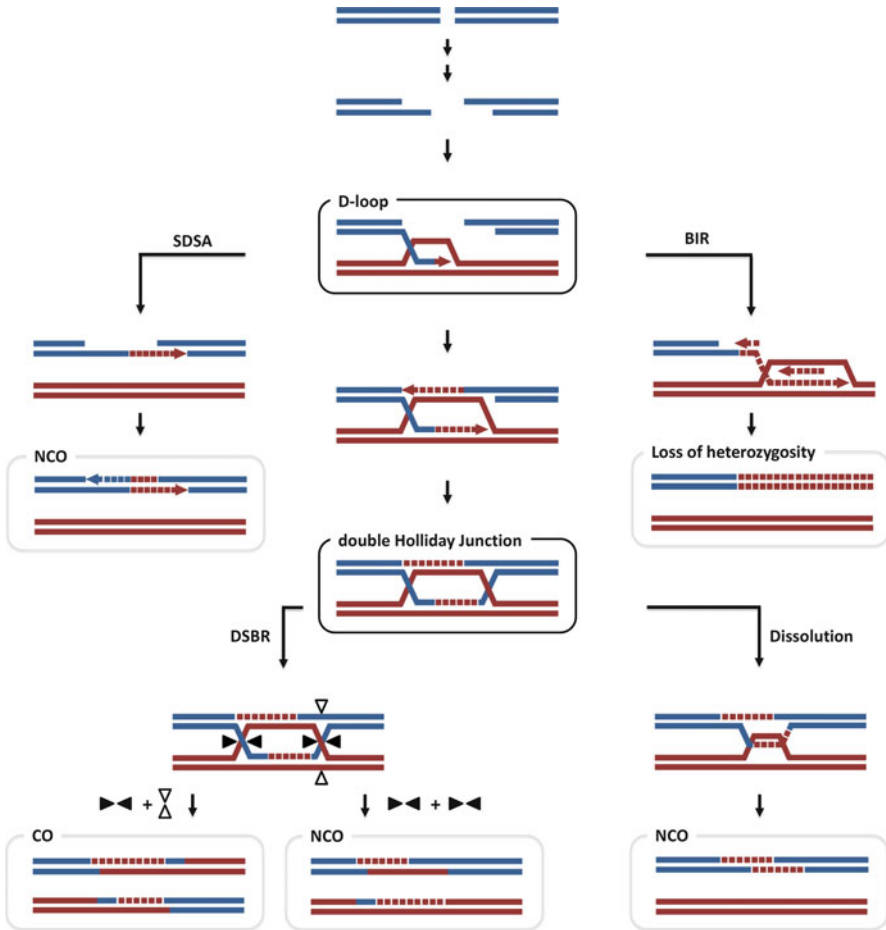 D-loop
SDSA
BIR
NCO
Loss of heterozygosity
double Holliday Junction
DSBR
Dissolution
+
+
CO
NCO
NCO